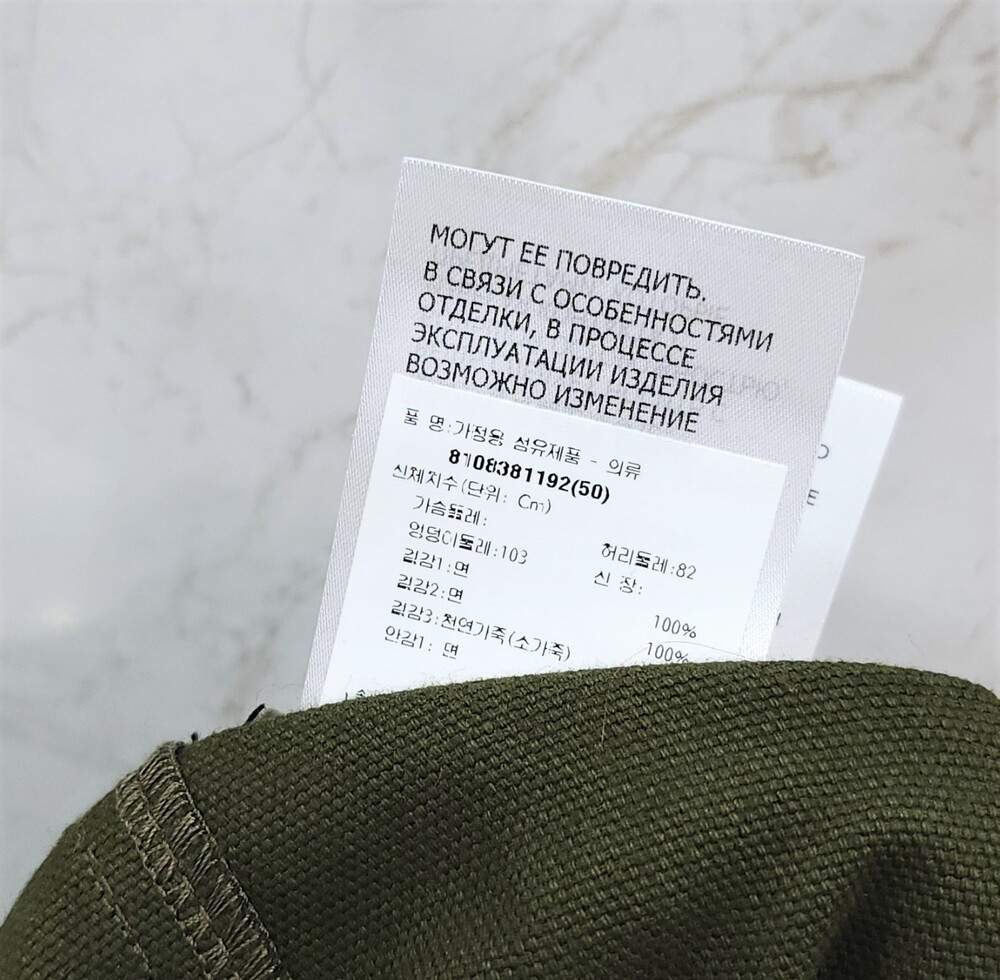 МОГУТ ЕЕ ПОВРЕДИТЬ.
В СВЯЗИ С ОСОБЕННОСТЯМИ
ОТДЕЛКИ, В ПРОЦЕССЕ
ЭКСПЛУАТАЦИИ ИЗДЕЛИЯ
ВОЗМОЖНО ИЗМЕНЕНИЕ
품 명:가정용 섬유제품 - 의류
8108381192(50)
신체치수(단위: Cm)
가슴둘레:
엉덩이둘레:103 허리둘레:82
겉감1:면 신 장:
겉감2:면 100%
겉감3:천연가죽(소가죽) 100%
안감1: 면